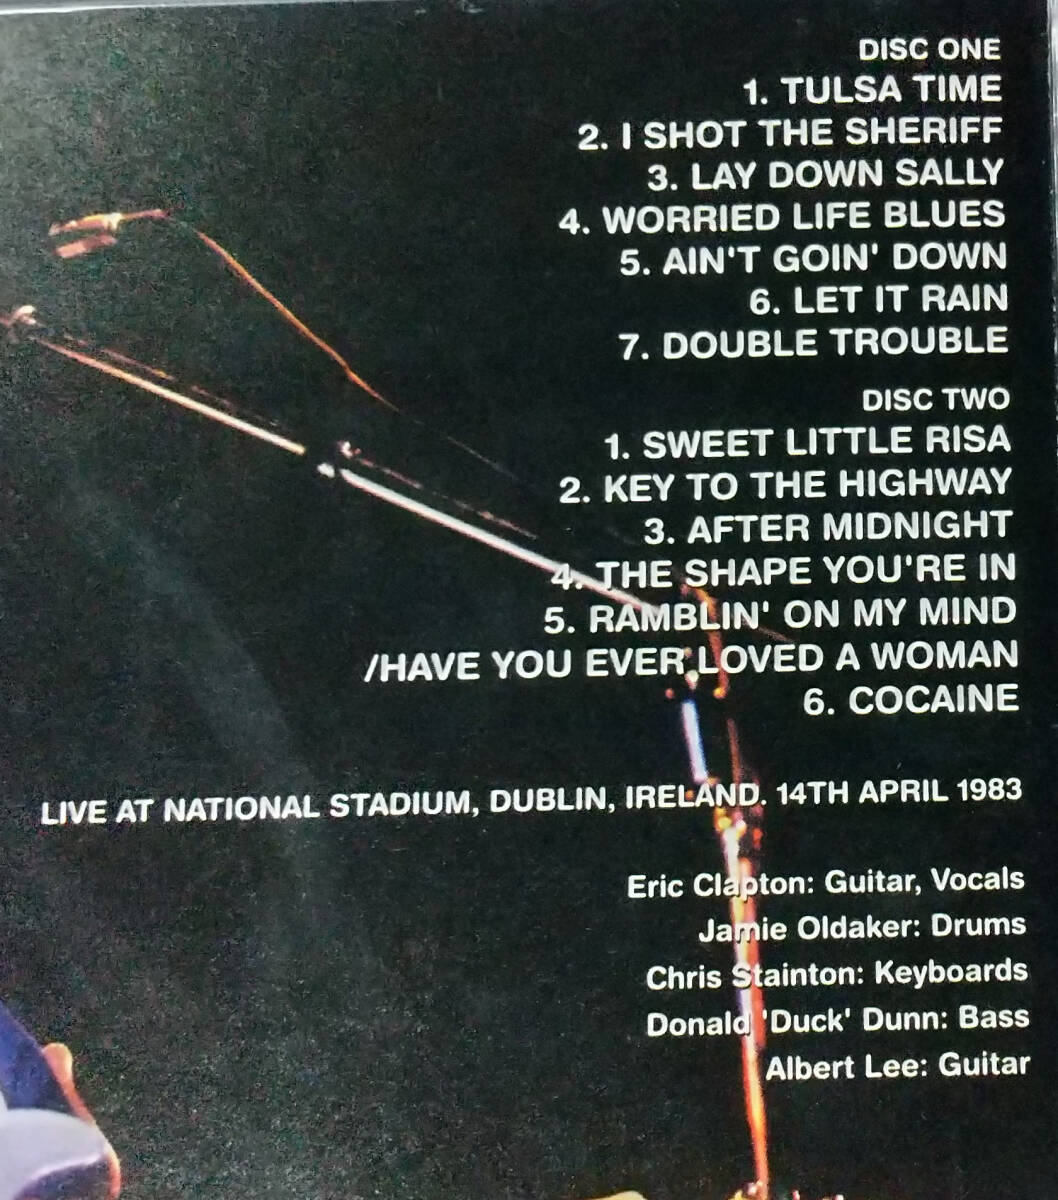 DISC ONE
1. TULSA TIME
2. I SHOT THE SHERIFF
3. LAY DOWN SALLY
4. WORRIED LIFE BLUES
5. AIN'T GOIN' DOWN
6. LET IT RAIN
7. DOUBLE TROUBLE
DISC TWO
1. SWEET LITTLE RISA
2. KEY TO THE HIGHWAY
3. AFTER MIDNIGHT
4. THE SHAPE YOU'RE IN
5. RAMBLIN' ON MY MIND
/HAVE YOU EVER LOVED A WOMAN
6. COCAINE
LIVE AT NATIONAL STADIUM, DUBLIN, IRELAND. 14TH APRIL 1983
Eric Clapton: Guitar, Vocals
Jamie Oldaker: Drums
Chris Stainton: Keyboards
Donald 'Duck' Dunn: Bass
Albert Lee: Guitar